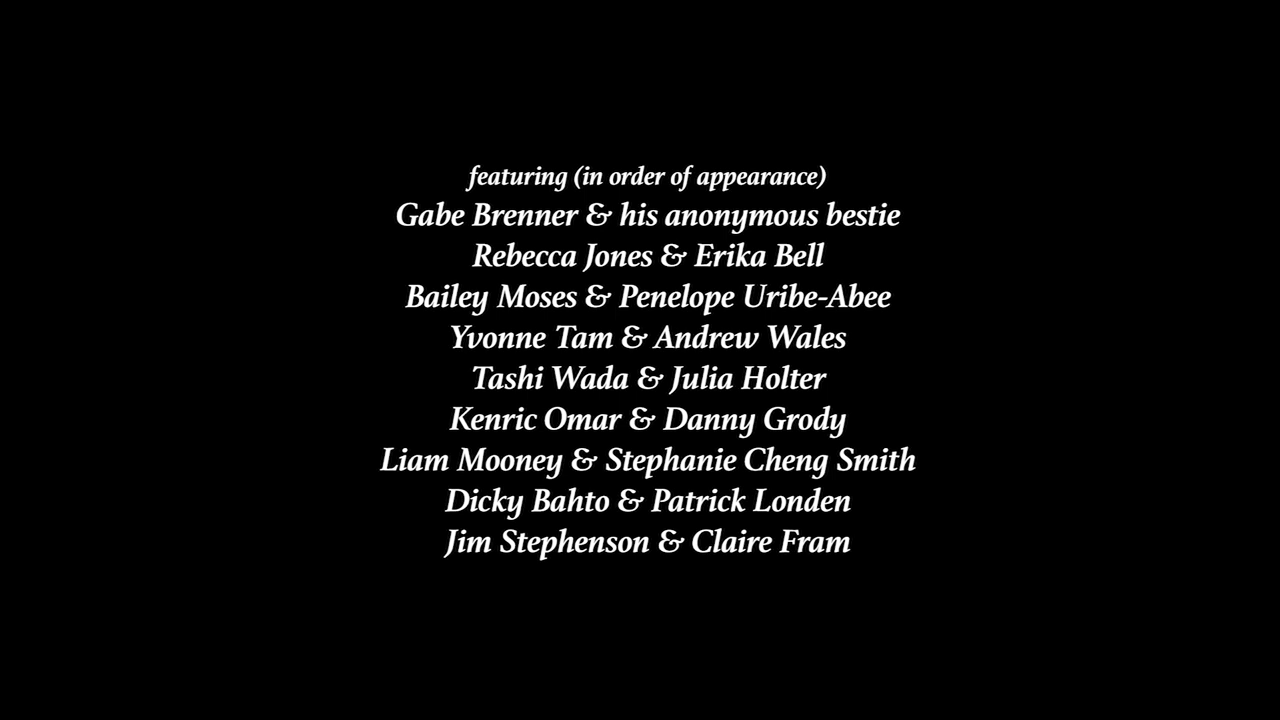 featuring (in order of appearance)
Gabe Brenner & his anonymous bestie
Rebecca Jones & Erika Bell
Bailey Moses & Penelope Uribe-Abee
Yvonne Tam & Andrew Wales
Tashi Wada & Julia Holter
Kenric Omar & Danny Grody
Liam Mooney & Stephanie Cheng Smith
Dicky Bahto & Patrick Londen
Jim Stephenson & Claire Fram